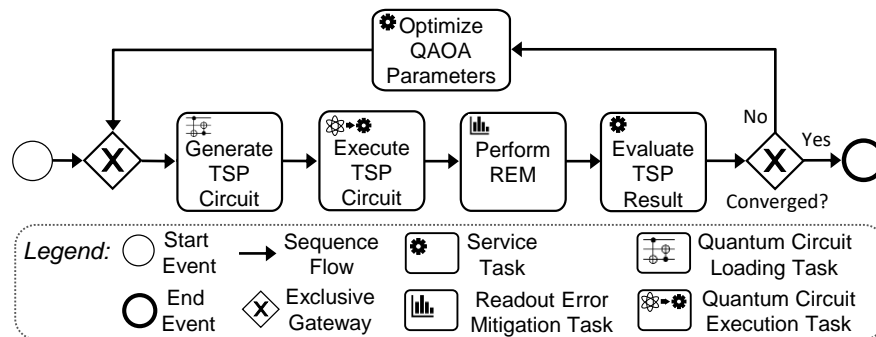 Optimize
QAOA
Parameters
No
Generate
TSP
Circuit
Execute
TSP
Circuit
Perform
REM
Evaluate
TSP
Result
X
X
Yes
Converged?
Legend:
Start
Event
Sequence
Flow
Service
Task
Quantum Circuit
Loading Task
End
Event
X
Exclusive
Gateway
Readout Error
Mitigation Task
Quantum Circuit
Execution Task